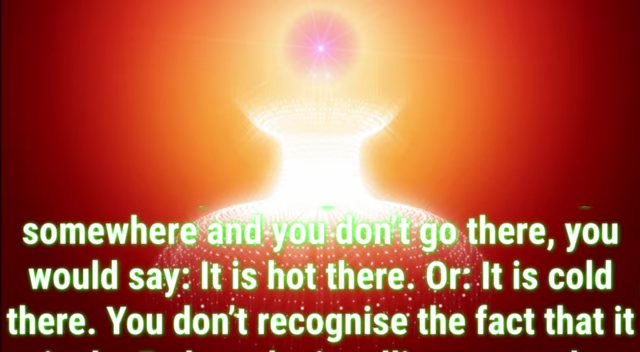 somewhere and you don't go there, you
would say: It is hot there. Or: It is cold
there. You don't recognise the fact that it